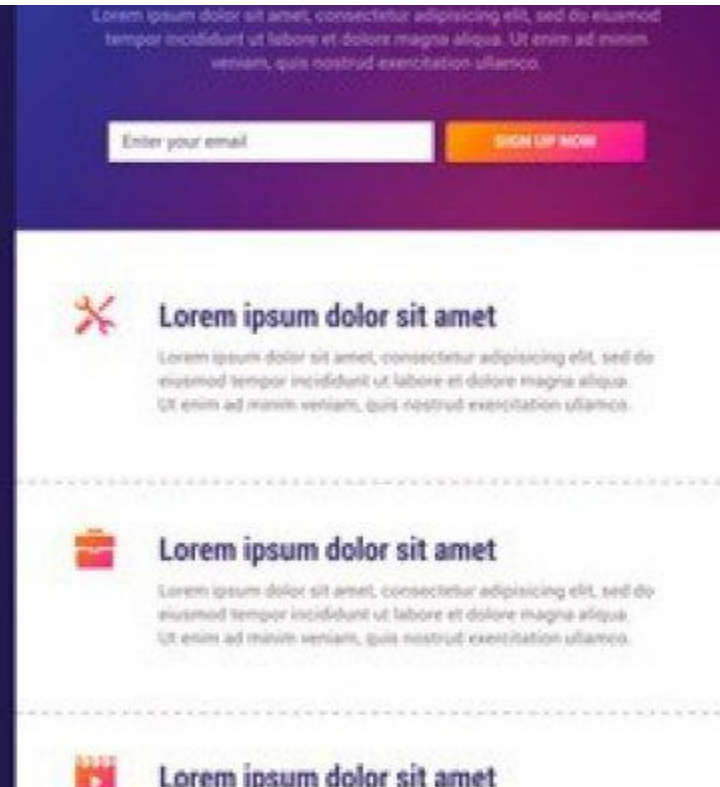 Lorem ipsum dolor sit amet, consectetur adipisicing elit, sed do eiusmod
tempor incididunt ut labore et dolore magna aliqua. Ut enim ad minim
veniam, quis nostrud exercitation ullamco.
Enter your email
SIGN UP NOW
Lorem ipsum dolor sit amet
Lorem ipsum dolor sit amet, consectetur adipisicing elit, sed do
eiusmod tempor incididunt ut labore et dolore magna aliqua.
Ut enim ad minim veniam, quis nostrud exercitation ullamco.
Lorem ipsum dolor sit amet
Lorem ipsum dolor sit amet, consectetur adipisicing elit, sed do
eiusmod tempor incididunt ut labore et dolore magna aliqua.
Ut enim ad minim veniam, quis nostrud exercitation ullamco.
Lorem ipsum dolor sit amet